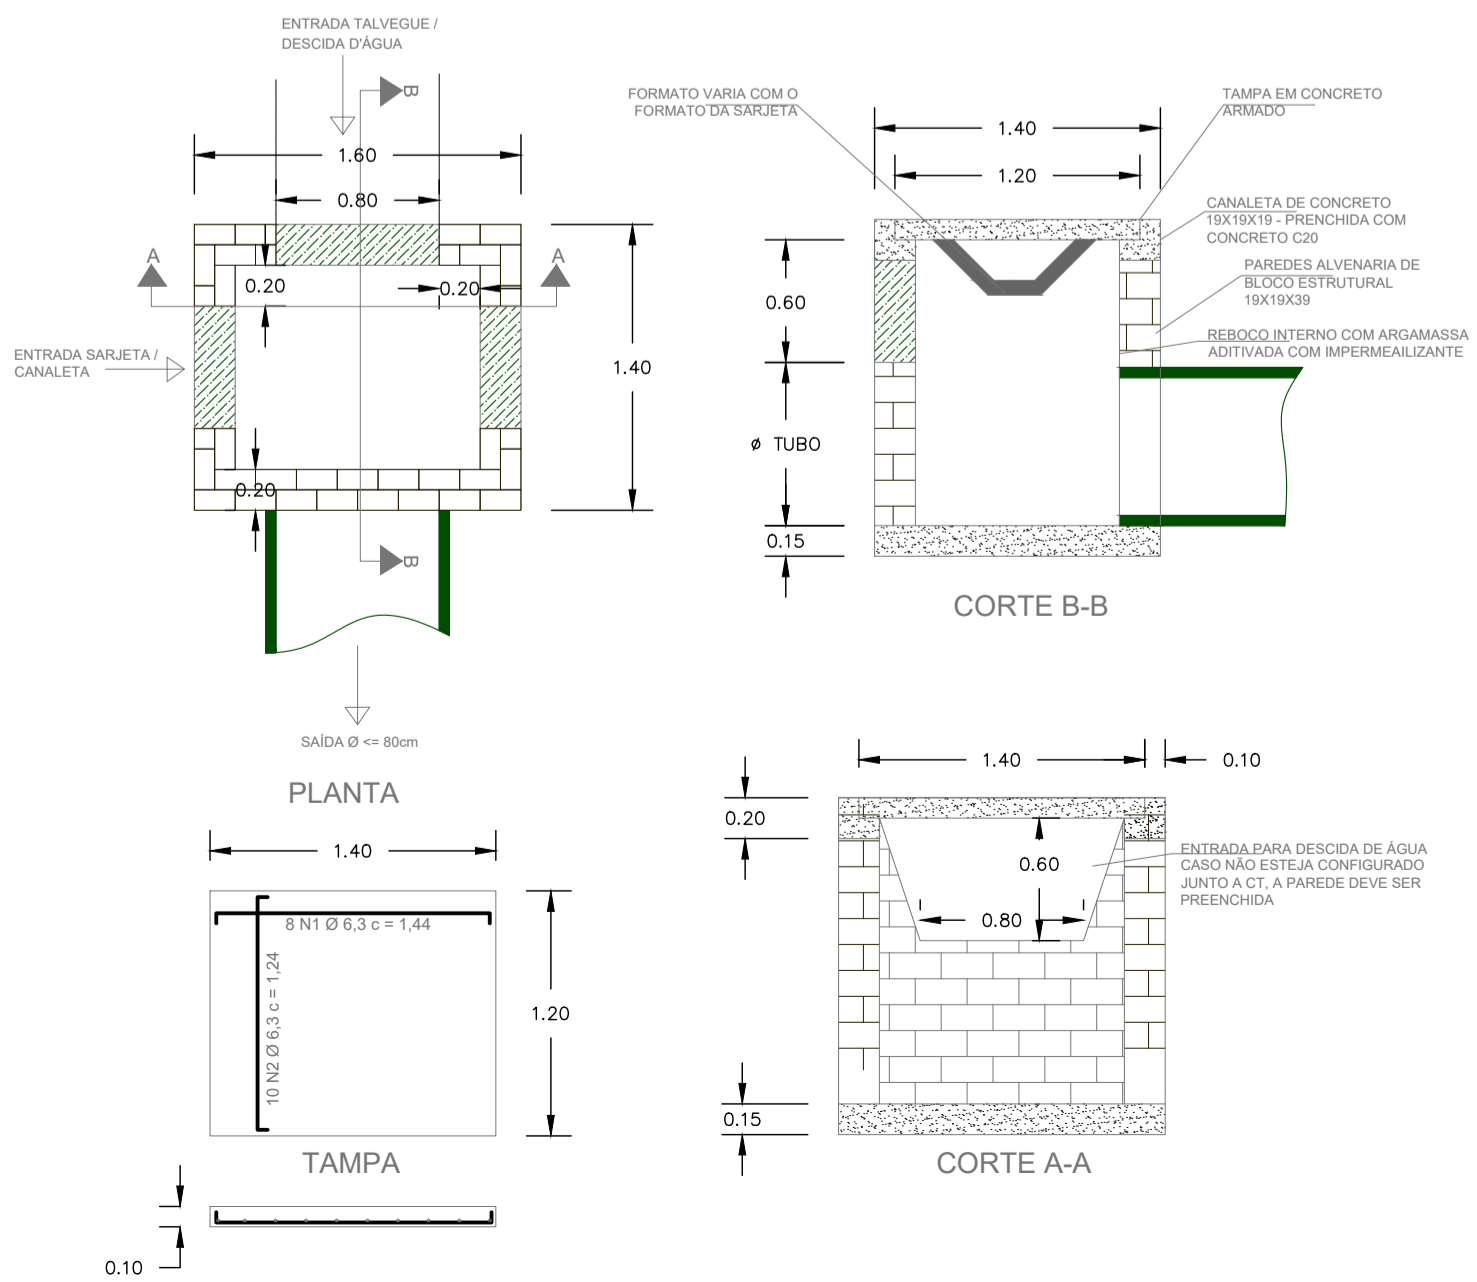 ENTRADA TALVEGUE /
DESCIDA D'ÁGUA
B
1.60
0.80
A
A
0.20
0.20
ENTRADA SARJETA /
CANALETA
1.40
0.20
B
SAÍDA Ø <= 80cm
PLANTA
FORMATO VARIA COM O
FORMATO DA SARJETA
TAMPA EM CONCRETO
ARMADO
1.40
1.20
CANALETA DE CONCRETO
19X19X19 - PRENCHIDA COM
CONCRETO C20
PAREDES ALVENARIA DE
BLOCO ESTRUTURAL
19X19X39
0.60
REBOCO INTERNO COM ARGAMASSA
ADITIVADA COM IMPERMEAILIZANTE
ø TUBO
0.15
CORTE B-B
1.40
1.20
8 N1 Ø 6,3 c = 1,44
10 N2 Ø 6,3 c = 1,24
TAMPA
0.10
1.40
0.10
0.20
0.60
ENTRADA PARA DESCIDA DE ÁGUA
CASO NÃO ESTEJA CONFIGURADO
JUNTO A CT, A PAREDE DEVE SER
PREENCHIDA
0.80
0.15
CORTE A-A